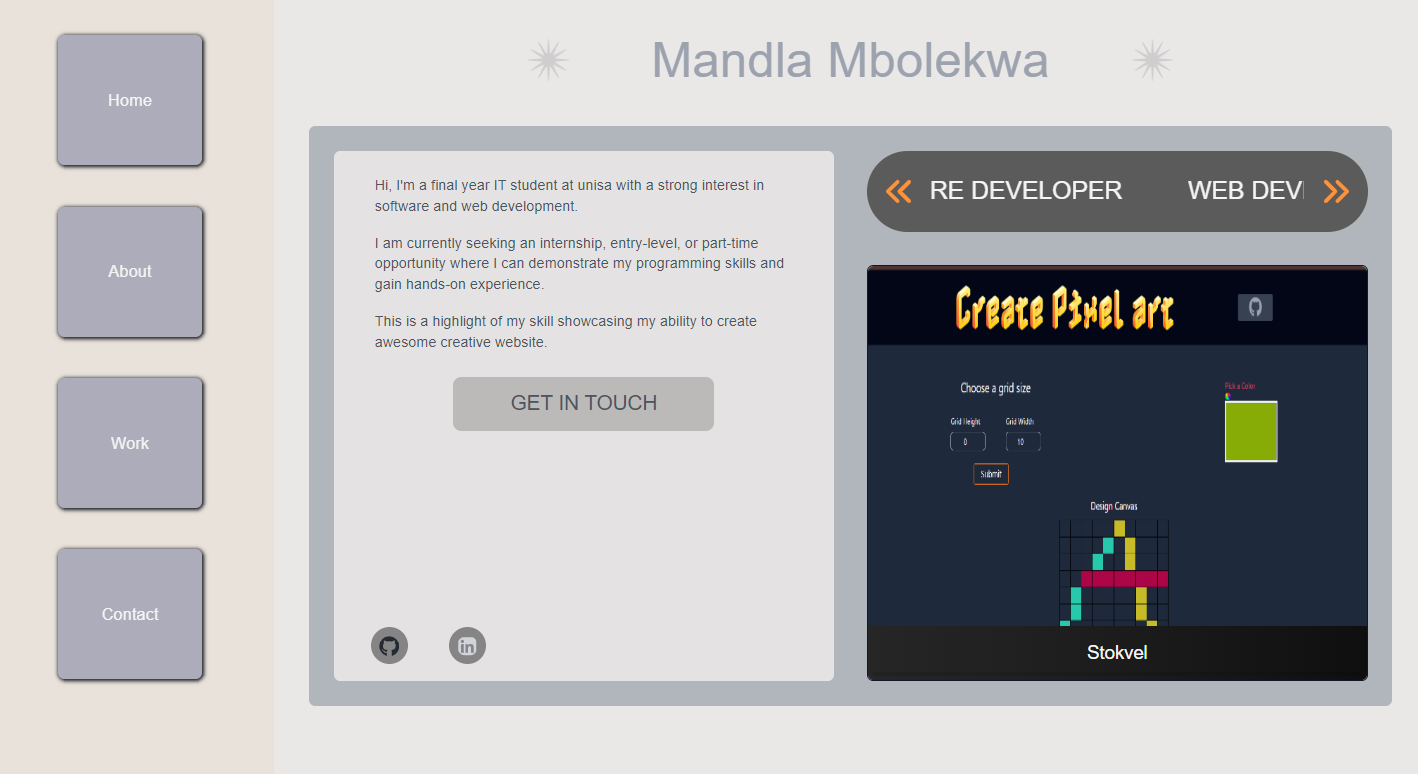 Home
About
Work
Contact
Mandla Mbolekwa
Hi, I'm a final year IT student at unisa with a strong interest in
software and web development.
I am currently seeking an internship, entry-level, or part-time
opportunity where I can demonstrate my programming skills and
gain hands-on experience.
This is a highlight of my skill showcasing my ability to create
awesome creative website.
GET IN TOUCH
in
RE DEVELOPER WEB DEV
Create Pixel art
Choose a grid size
Pick a Color
Grid Height Grid Width
0 10
Submit
Design Canvas
Stokvel